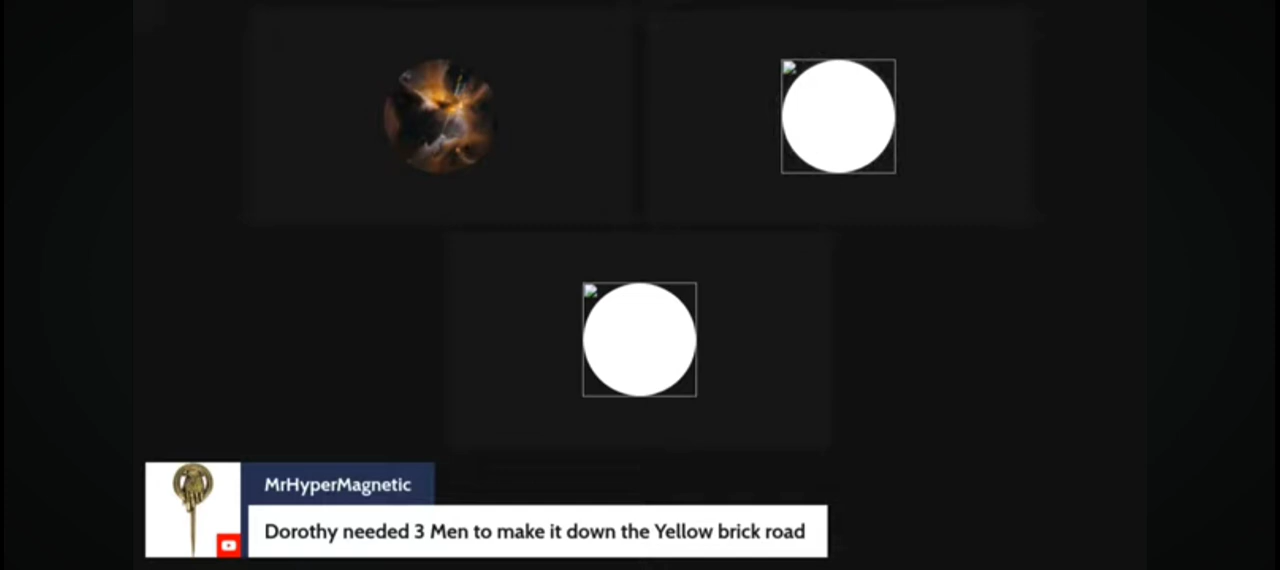 MrHyperMagnetic
Dorothy needed 3 Men to make it down the Yellow brick road